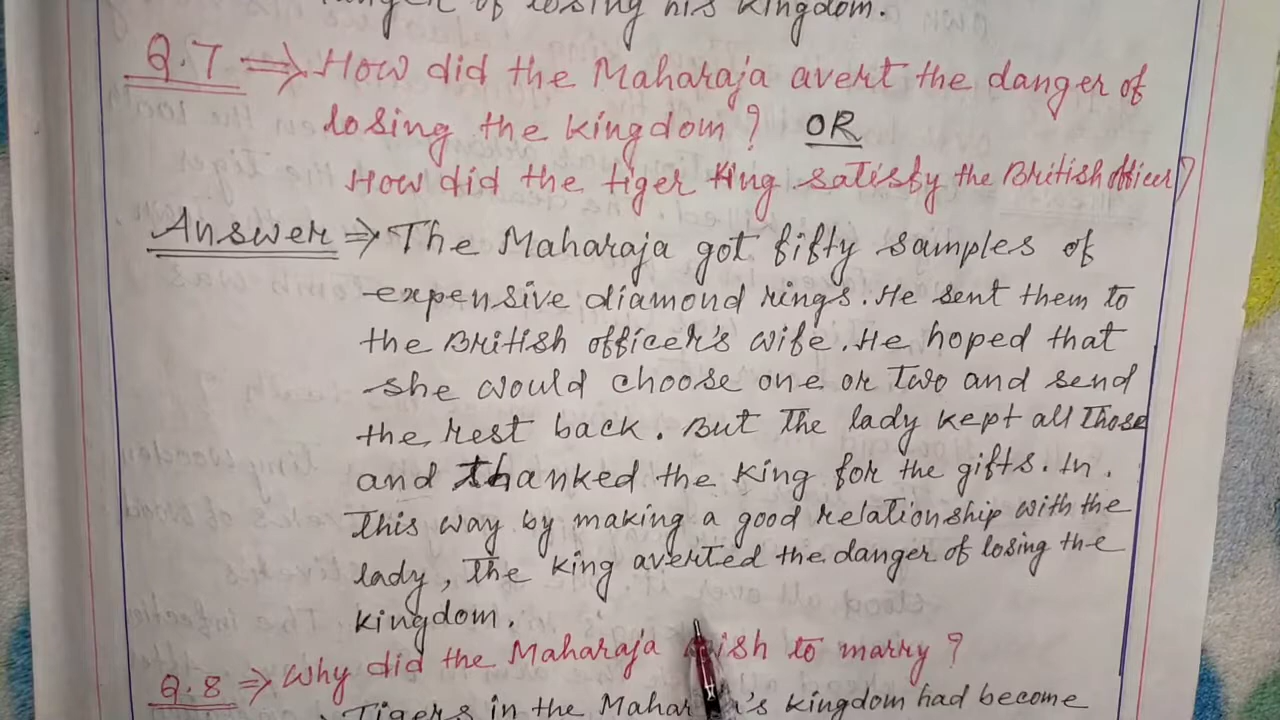 of losing his kingdom.
Q.7 ⇒ How did the Maharaja avert the danger of
losing the kingdom? OR
How did the tiger king satisfy the British officer?
Answer ⇒ The Maharaja got fifty samples of
expensive diamond rings. He sent them to
the British officer's wife. He hoped that
she would choose one or two and send
the rest back. But the lady kept all those
and thanked the king for the gifts. In.
this way by making a good relationship with the
lady, the king averted the danger of losing the
kingdom.
Q.8 ⇒ Why did the Maharaja wish to marry?
Tigers in the Maharaja's kingdom had become